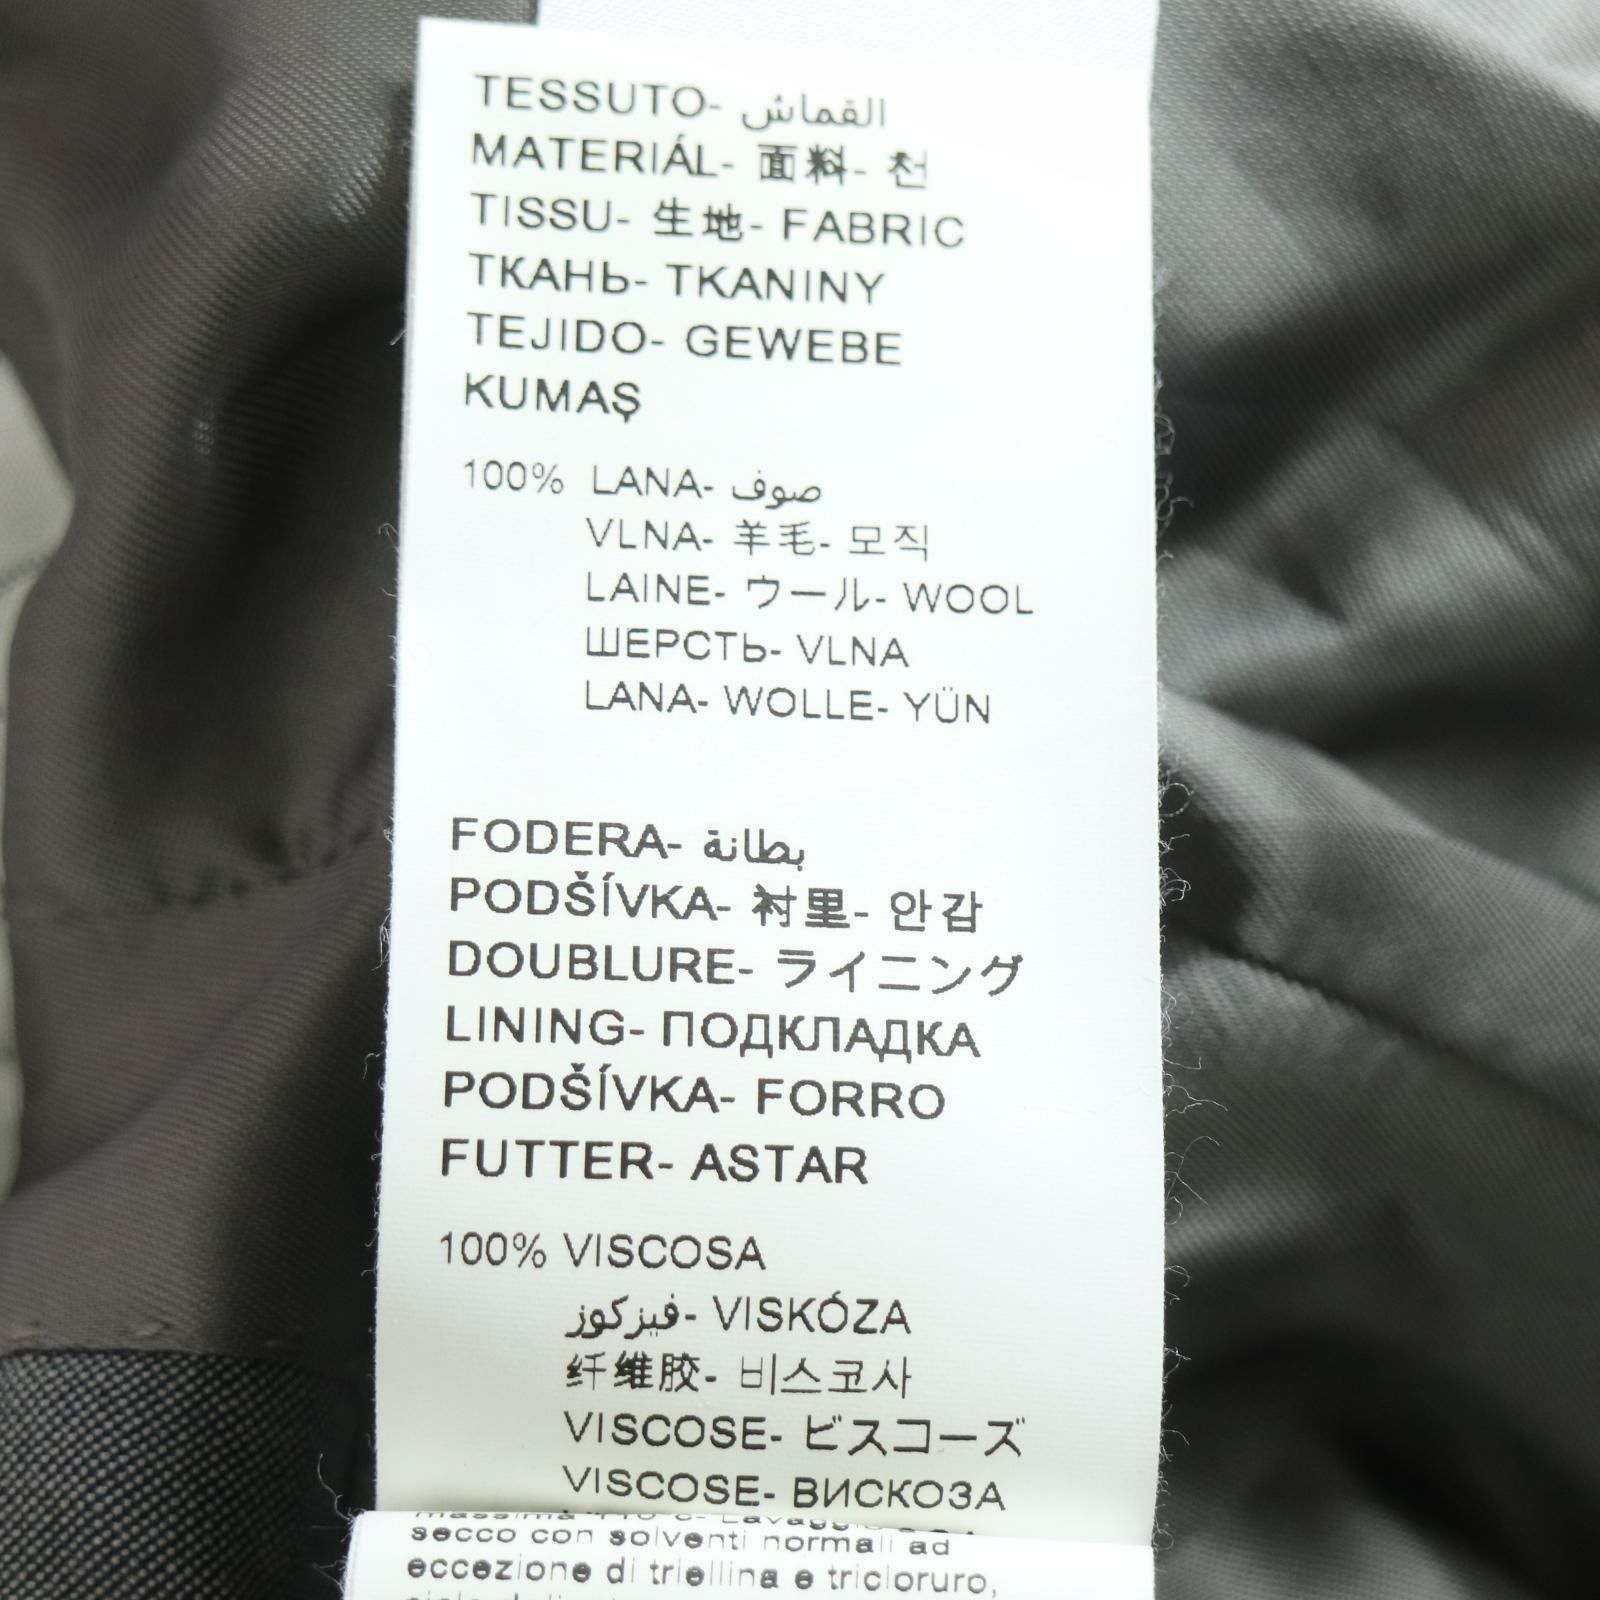 TESSUTO- القماش
MATERIÁL- 面料- 천
TISSU- 生地- FABRIC
ТКАНЬ- TKANINY
TEJIDO- GEWEBE
KUMAŞ
100% LANA- صوف
VLNA- 羊毛- 모직
LAINE- ウール- WOOL
ШЕРСТЬ- VLNA
LANA- WOLLE- YÜN
FODERA- بطانة
PODŠÍVKA- 衬里- 안감
DOUBLURE- ライニング
LINING- ПОДКЛАДКА
PODŠÍVKA- FORRO
FUTTER- ASTAR
100% VISCOSA
فيزكوز- VISKÓZA
纤维胶- 비스코사
VISCOSE- ビスコーズ
VISCOSE- ВИСКОЗА
secco con solventi normali ad
eccezione di triellina e tricloruro,